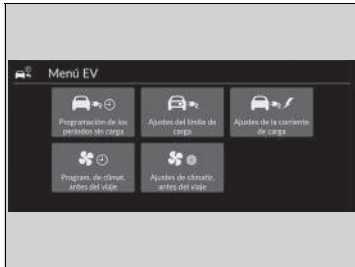 Menú EV
Programación de los
periodos sin carga
Ajustes del límite de
carga
Ajustes de la corriente
de carga
Program. de climat.
antes del viaje
Ajustes de climatiz.
antes del viaje